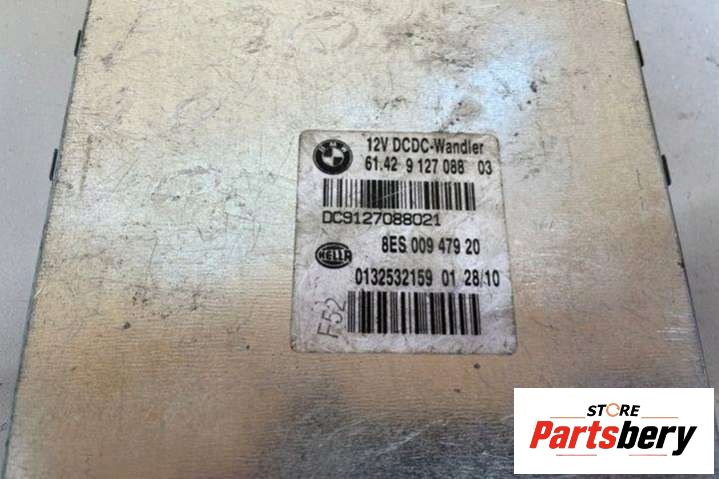 BMW
12V DCDC-Wandler
61.42 9 127 088 03
DC9127088021
8ES 009 479 20
HELLA
0132532159 01 28/10
F52
STORE
Partsbery